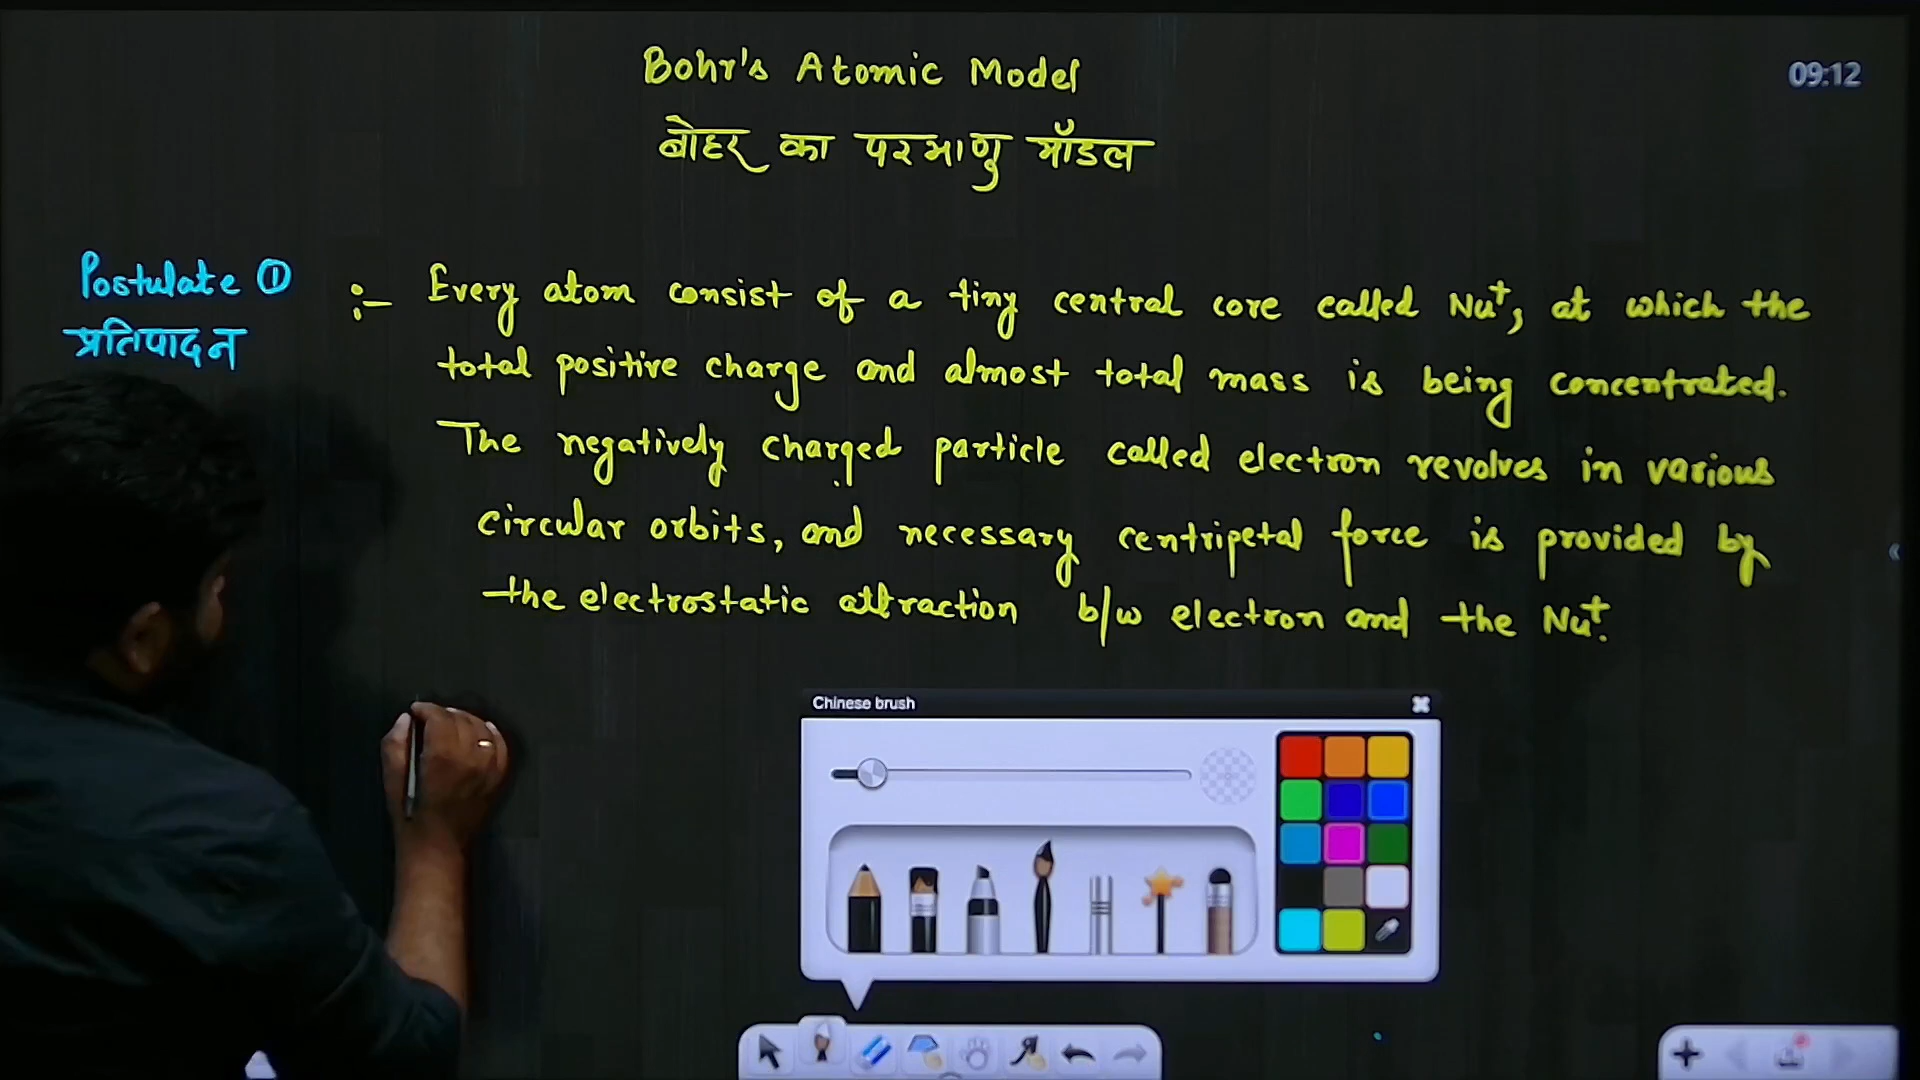 Bohr's Atomic Model
09:12
बोहर का परमाणु मॉडल
Postulate ①
प्रतिपादन
:- Every atom consist of a tiny central core called Nu⁺, at which the
total positive charge and almost total mass is being concentrated.
The negatively charged particle called electron revolves in various
circular orbits, and necessary centripetal force is provided by
the electrostatic attraction b/w electron and the Nu⁺.
Chinese brush